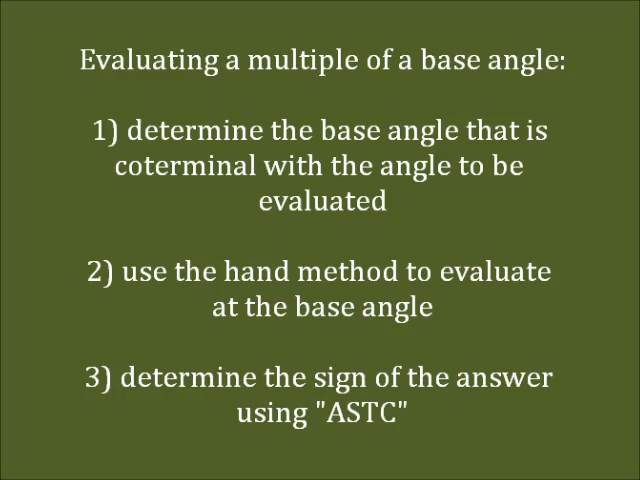 Evaluating a multiple of a base angle:
1) determine the base angle that is
coterminal with the angle to be
evaluated
2) use the hand method to evaluate
at the base angle
3) determine the sign of the answer
using "ASTC"